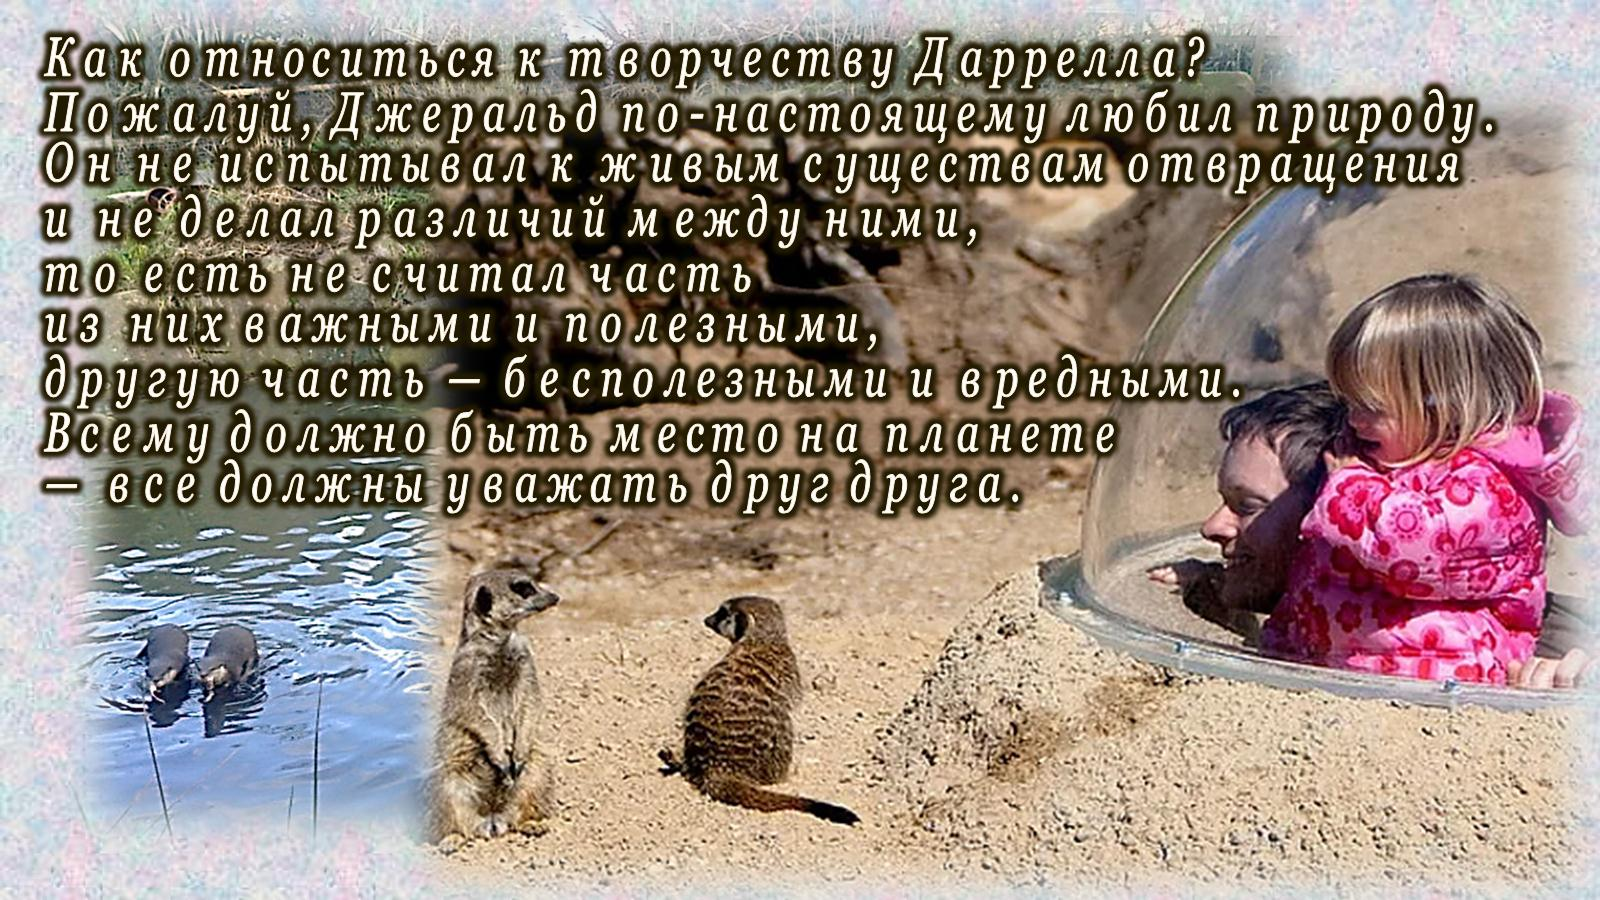 Как относиться к творчеству Даррелла?
Пожалуй, Джеральд по-настоящему любил природу.
Он не испытывал к живым существам отвращения
и не делал различий между ними,
то есть не считал часть
из них важными и полезными,
другую часть — бесполезными и вредными.
Всему должно быть место на планете
— все должны уважать друг друга.